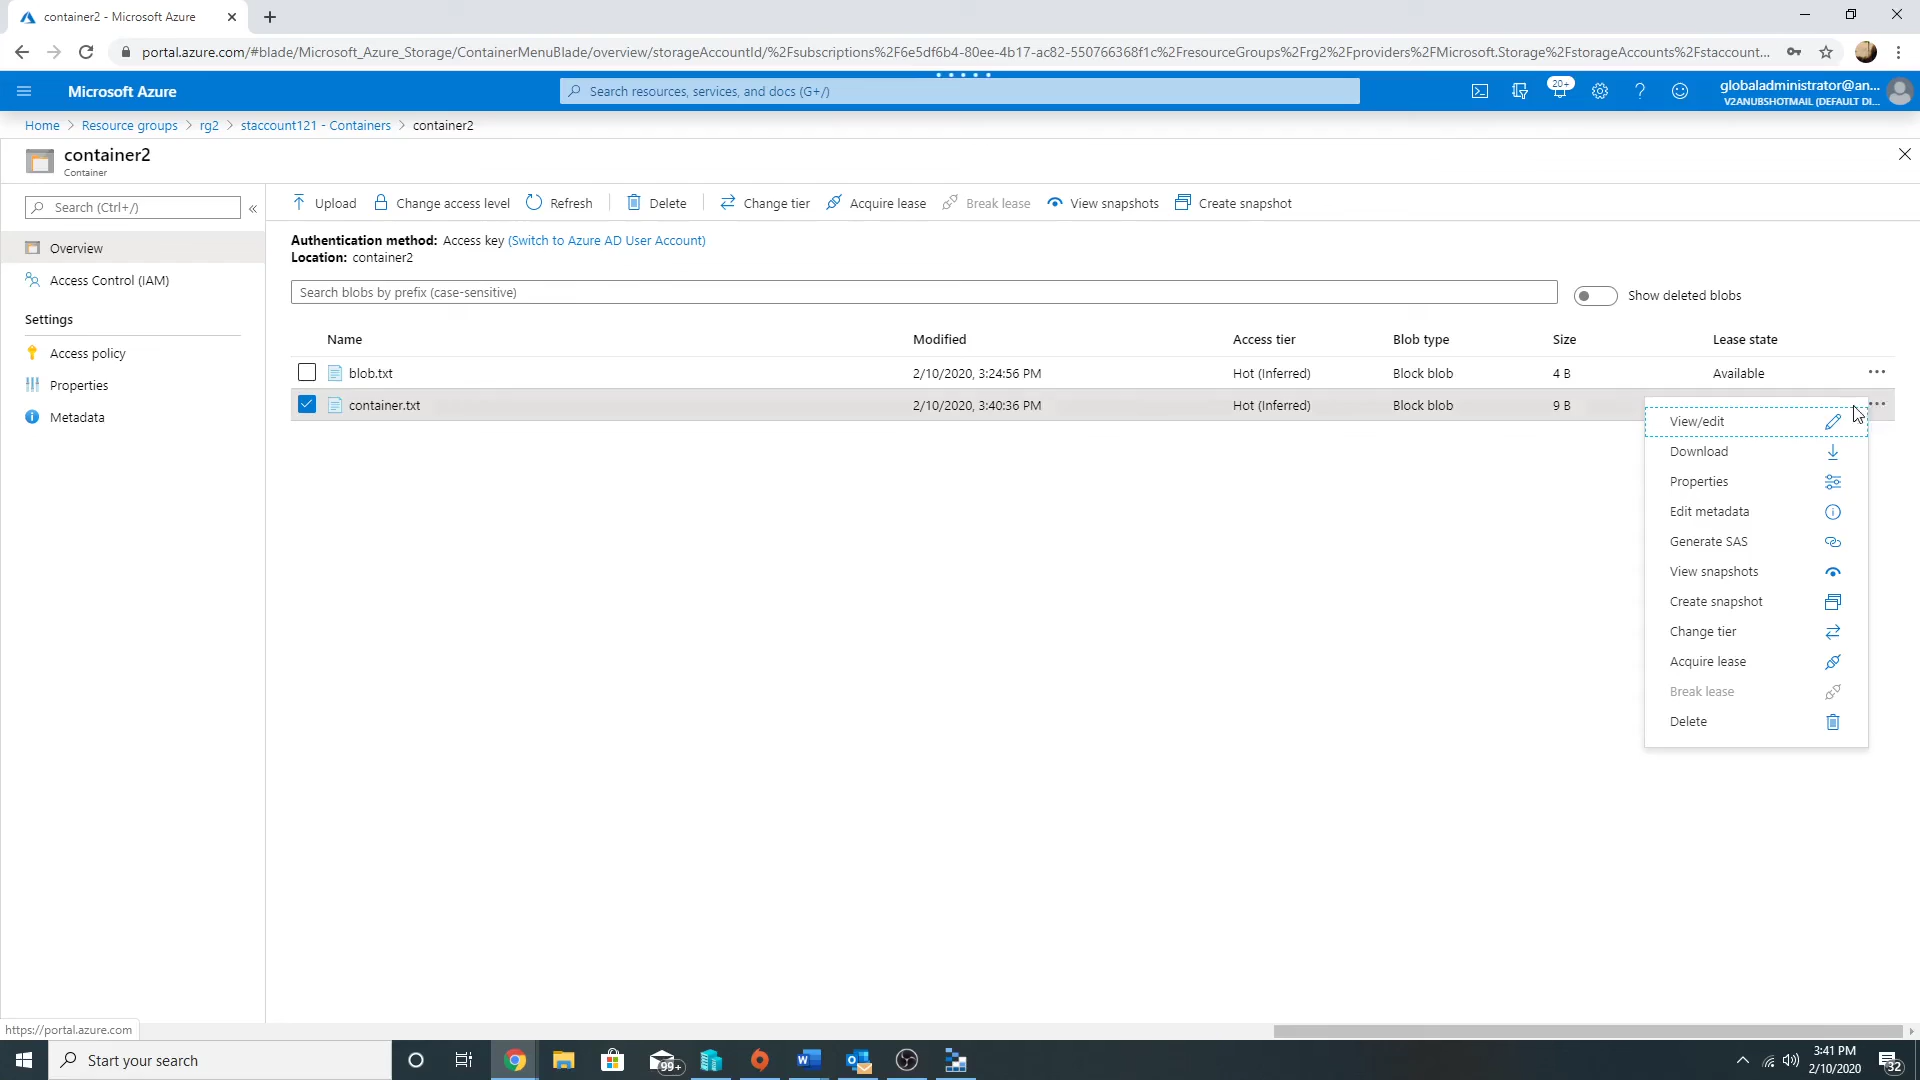 container2 - Microsoft Azure
portal.azure.com/#blade/Microsoft_Azure_Storage/ContainerMenuBlade/overview/storageAccountId/%2Fsubscriptions%2F6e5df6b4-80ee-4b17-ac82-550766368f1c%2FresourceGroups%2Frg2%2Fproviders%2FMicrosoft.Storage%2FstorageAccounts%2Fstaccount...
Microsoft Azure
Search resources, services, and docs (G+/)
20+
globaladministrator@an...
V2ANUBSHOTMAIL (DEFAULT DI...
Home > Resource groups > rg2 > staccount121 - Containers > container2
container2
Container
Search (Ctrl+/)
Overview
Access Control (IAM)
Settings
Access policy
Properties
Metadata
Upload Change access level Refresh Delete Change tier Acquire lease Break lease View snapshots Create snapshot
Authentication method: Access key (Switch to Azure AD User Account)
Location: container2
Search blobs by prefix (case-sensitive)
Show deleted blobs
Name Modified Access tier Blob type Size Lease state
blob.txt 2/10/2020, 3:24:56 PM Hot (Inferred) Block blob 4 B Available
container.txt 2/10/2020, 3:40:36 PM Hot (Inferred) Block blob 9 B
View/edit
Download
Properties
Edit metadata
Generate SAS
View snapshots
Create snapshot
Change tier
Acquire lease
Break lease
Delete
https://portal.azure.com
Start your search
99+
3:41 PM
2/10/2020
32